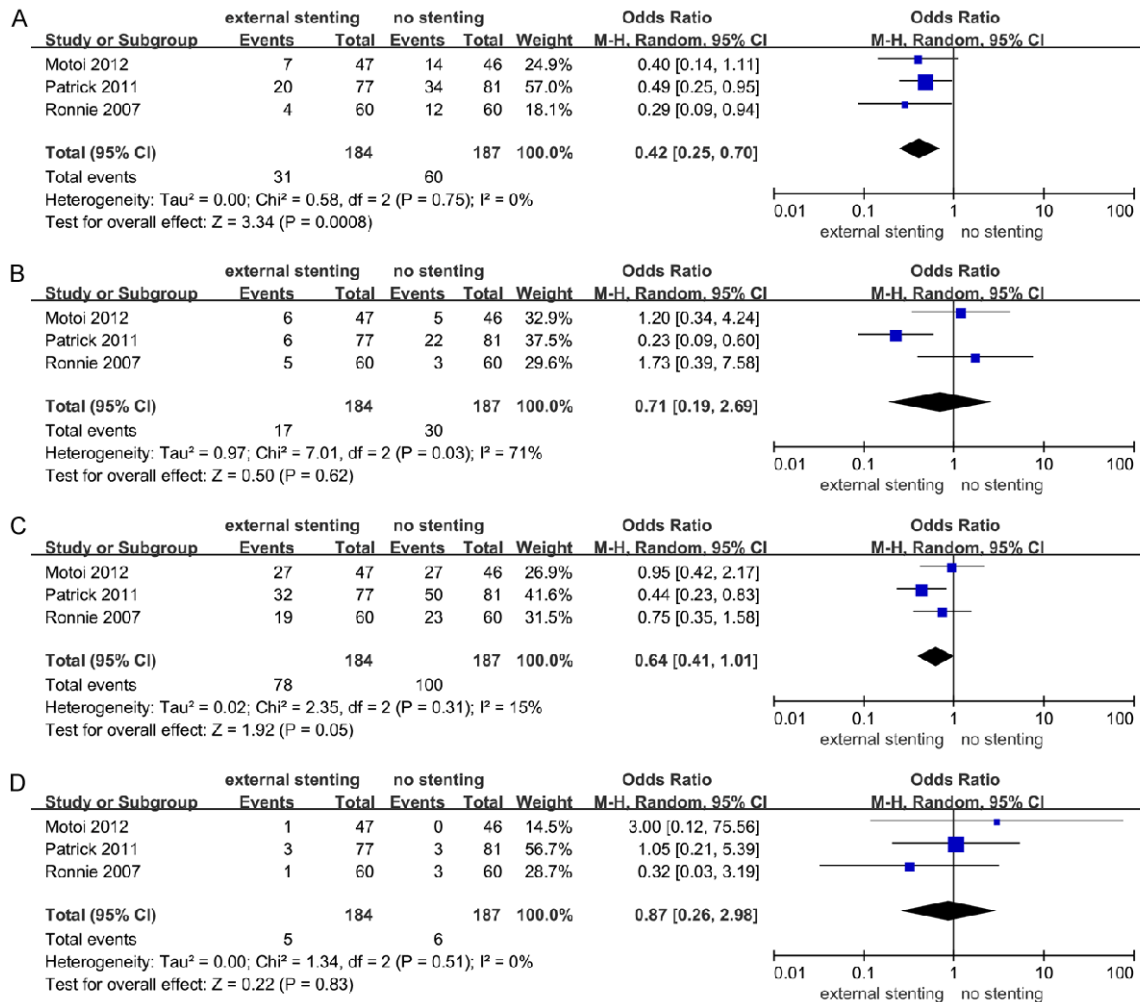 A
external stenting no stenting Odds Ratio Odds Ratio
Study or Subgroup Events Total Events Total Weight M-H, Random, 95% CI M-H, Random, 95% CI
Motoi 2012 7 47 14 46 24.9% 0.40 [0.14, 1.11]
Patrick 2011 20 77 34 81 57.0% 0.49 [0.25, 0.95]
Ronnie 2007 4 60 12 60 18.1% 0.29 [0.09, 0.94]
Total (95% CI) 184 187 100.0% 0.42 [0.25, 0.70]
Total events 31 60
Heterogeneity: Tau² = 0.00; Chi² = 0.58, df = 2 (P = 0.75); I² = 0%
Test for overall effect: Z = 3.34 (P = 0.0008)
0.01 0.1 1 10 100
external stenting no stenting
B
external stenting no stenting Odds Ratio Odds Ratio
Study or Subgroup Events Total Events Total Weight M-H, Random, 95% CI M-H, Random, 95% CI
Motoi 2012 6 47 5 46 32.9% 1.20 [0.34, 4.24]
Patrick 2011 6 77 22 81 37.5% 0.23 [0.09, 0.60]
Ronnie 2007 5 60 3 60 29.6% 1.73 [0.39, 7.58]
Total (95% CI) 184 187 100.0% 0.71 [0.19, 2.69]
Total events 17 30
Heterogeneity: Tau² = 0.97; Chi² = 7.01, df = 2 (P = 0.03); I² = 71%
Test for overall effect: Z = 0.50 (P = 0.62)
0.01 0.1 1 10 100
external stenting no stenting
C
external stenting no stenting Odds Ratio Odds Ratio
Study or Subgroup Events Total Events Total Weight M-H, Random, 95% CI M-H, Random, 95% CI
Motoi 2012 27 47 27 46 26.9% 0.95 [0.42, 2.17]
Patrick 2011 32 77 50 81 41.6% 0.44 [0.23, 0.83]
Ronnie 2007 19 60 23 60 31.5% 0.75 [0.35, 1.58]
Total (95% CI) 184 187 100.0% 0.64 [0.41, 1.01]
Total events 78 100
Heterogeneity: Tau² = 0.02; Chi² = 2.35, df = 2 (P = 0.31); I² = 15%
Test for overall effect: Z = 1.92 (P = 0.05)
0.01 0.1 1 10 100
external stenting no stenting
D
external stenting no stenting Odds Ratio Odds Ratio
Study or Subgroup Events Total Events Total Weight M-H, Random, 95% CI M-H, Random, 95% CI
Motoi 2012 1 47 0 46 14.5% 3.00 [0.12, 75.56]
Patrick 2011 3 77 3 81 56.7% 1.05 [0.21, 5.39]
Ronnie 2007 1 60 3 60 28.7% 0.32 [0.03, 3.19]
Total (95% CI) 184 187 100.0% 0.87 [0.26, 2.98]
Total events 5 6
Heterogeneity: Tau² = 0.00; Chi² = 1.34, df = 2 (P = 0.51); I² = 0%
Test for overall effect: Z = 0.22 (P = 0.83)
0.01 0.1 1 10 100
external stenting no stenting